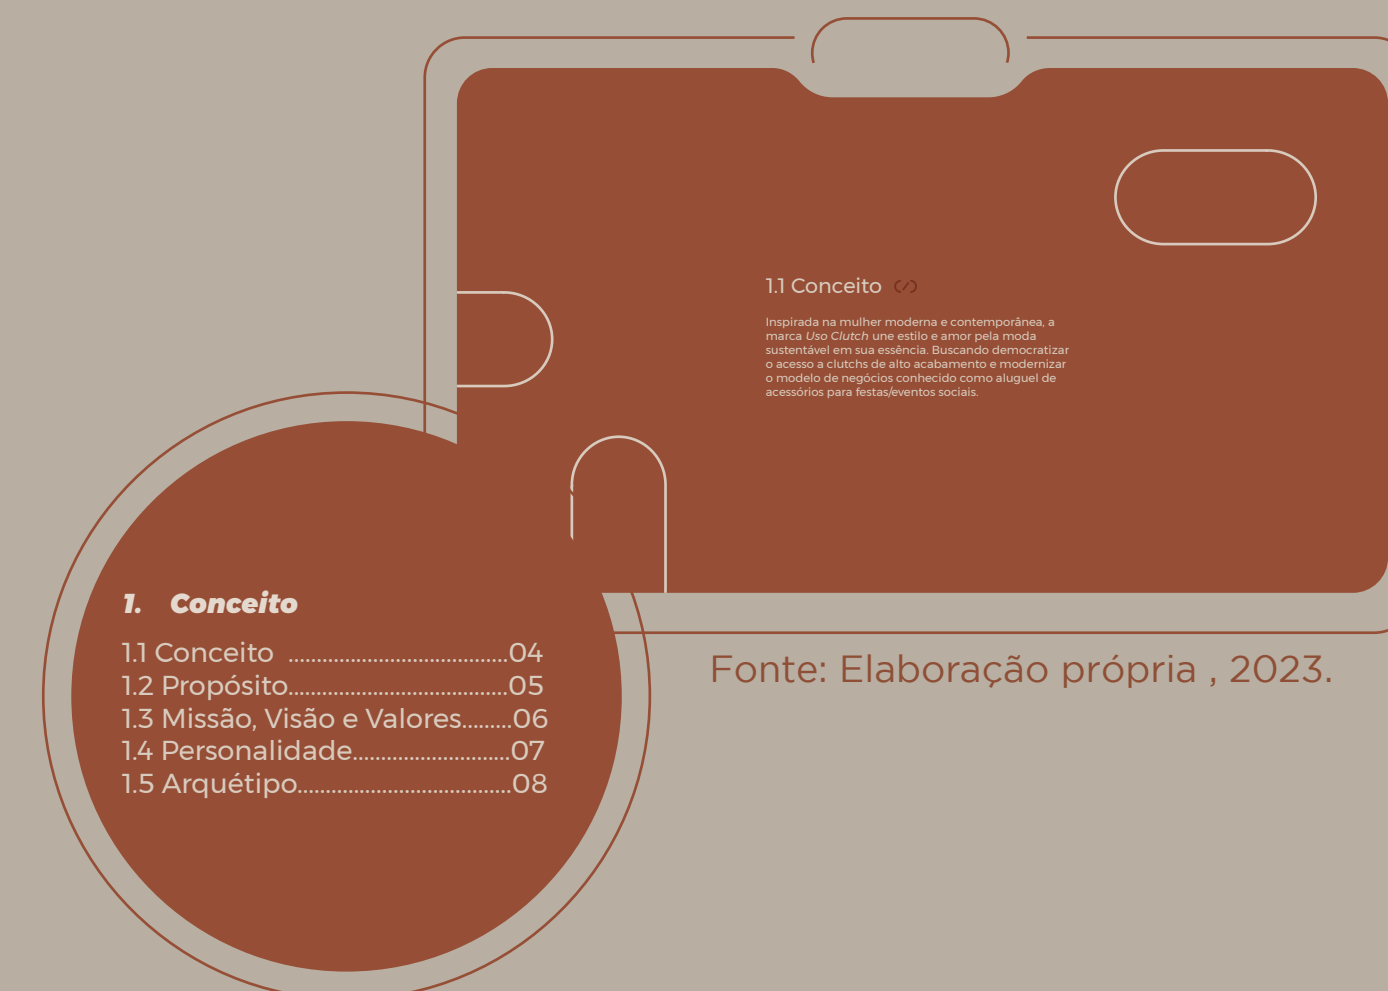 1.1 Conceito
Inspirada na mulher moderna e contemporânea, a
marca Uso Clutch une estilo e amor pela moda
sustentável em sua essência. Buscando democratizar
o acesso a clutchs de alto acabamento e modernizar
o modelo de negócios conhecido como aluguel de
acessórios para festas/eventos sociais.
1. Conceito
1.1 Conceito .......................................04
1.2 Propósito.......................................05
1.3 Missão, Visão e Valores.........06
1.4 Personalidade............................07
1.5 Arquétipo......................................08
Fonte: Elaboração própria , 2023.